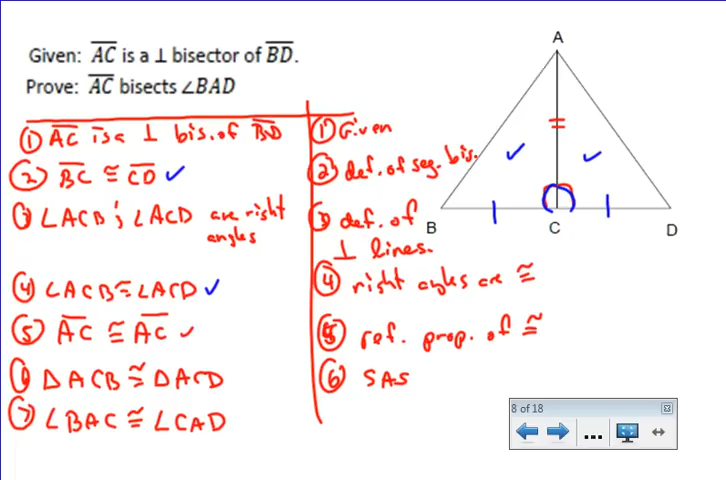 Given: AC is a ⊥ bisector of BD.
Prove: AC bisects ∠BAD
① AC is a ⊥ bis. of BD
① Given
② BC ≅ CD ✓
② def. of seg. bis.
③ ∠ACB ; ∠ACD are right
angles
③ def. of
⊥ lines.
④ ∠ACB ≅ ∠ACD ✓
④ right angles are ≅
⑤ AC ≅ AC ✓
⑤ ref. prop. of ≅
⑥ ΔACB ≅ ΔACD
⑥ SAS
⑦ ∠BAC ≅ ∠CAD
A
B
C
D
8 of 18
...